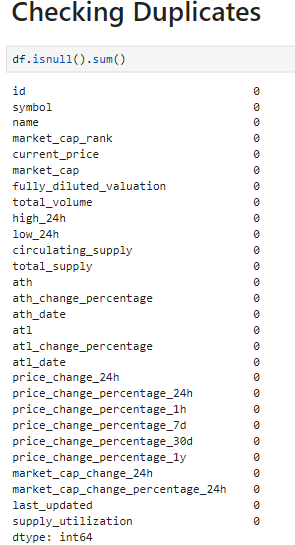 Checking Duplicates
df.isnull().sum()
id 0
symbol 0
name 0
market_cap_rank 0
current_price 0
market_cap 0
fully_diluted_valuation 0
total_volume 0
high_24h 0
low_24h 0
circulating_supply 0
total_supply 0
ath 0
ath_change_percentage 0
ath_date 0
atl 0
atl_change_percentage 0
atl_date 0
price_change_24h 0
price_change_percentage_24h 0
price_change_percentage_1h 0
price_change_percentage_7d 0
price_change_percentage_30d 0
price_change_percentage_1y 0
market_cap_change_24h 0
market_cap_change_percentage_24h 0
last_updated 0
supply_utilization 0
dtype: int64